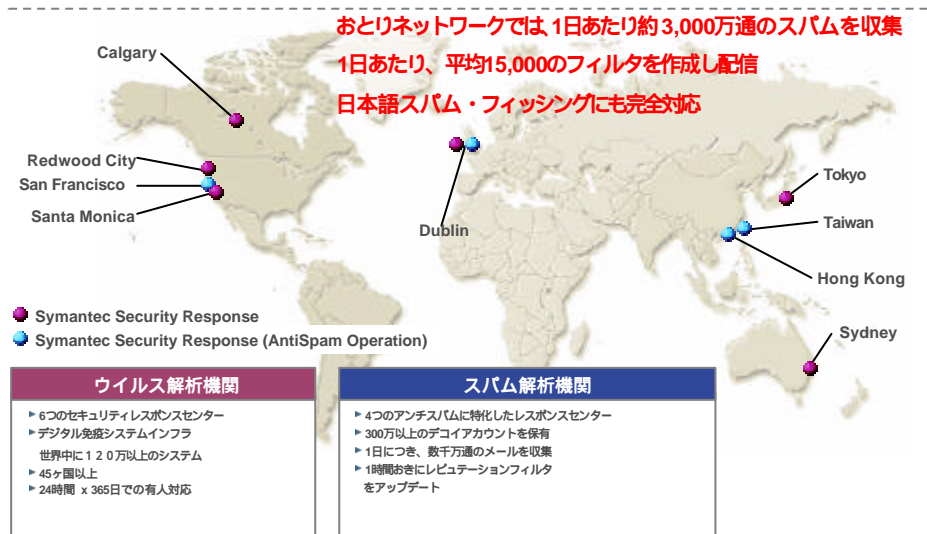 おとりネットワークでは、1日あたり約3,000万通のスパムを収集
1日あたり、平均15,000のフィルタを作成し配信
日本語スパム・フィッシングにも完全対応
Calgary
Redwood City
San Francisco
Santa Monica
Dublin
Tokyo
Taiwan
Hong Kong
Sydney
Symantec Security Response
Symantec Security Response (AntiSpam Operation)
ウイルス解析機関
6つのセキュリティレスポンスセンター
デジタル免疫システムインフラ
世界中に１２０万以上のシステム
45ヶ国以上
24時間 x 365日での有人対応
スパム解析機関
4つのアンチスパムに特化したレスポンスセンター
300万以上のデコイアカウントを保有
1日につき、数千万通のメールを収集
1時間おきにレピュテーションフィルタ
をアップデート